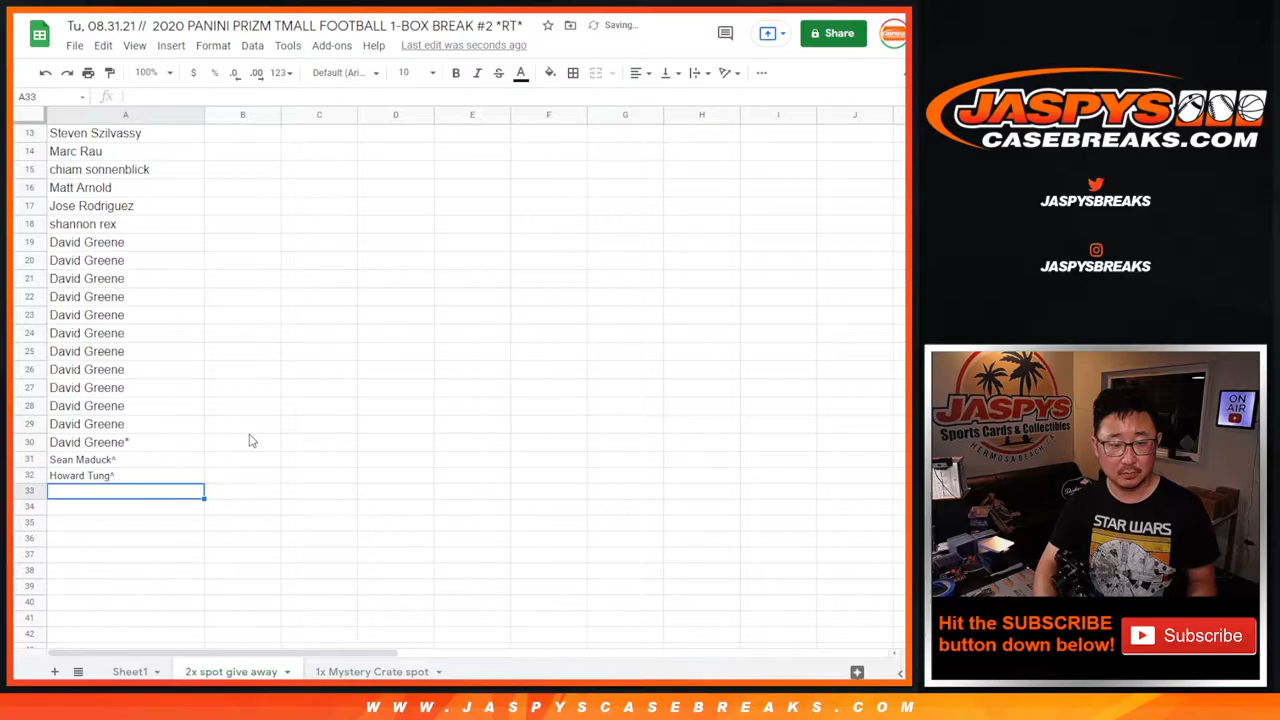 Tu, 08.31.21 // 2020 PANINI PRIZM TMALL FOOTBALL 1-BOX BREAK #2 *RT*
Saving...
File Edit View Insert Format Data Tools Add-ons Help Last edit was seconds ago
Share
100% $ % .0 .00 123 Default (Ari... 10 B I S A
A33 fx
A B C D E F G H I J
13 Steven Szilvassy
14 Marc Rau
15 chiam sonnenblick
16 Matt Arnold
17 Jose Rodriguez
18 shannon rex
19 David Greene
20 David Greene
21 David Greene
22 David Greene
23 David Greene
24 David Greene
25 David Greene
26 David Greene
27 David Greene
28 David Greene
29 David Greene
30 David Greene*
31 Sean Maduck^
32 Howard Tung^
33
34
35
36
37
38
39
40
41
42
Sheet1 2x spot give away 1x Mystery Crate spot
JASPYS
CASEBREAKS.COM
JASPYSBREAKS
JASPYSBREAKS
JASPYS
Sports Cards & Collectibles
HERMOSA BEACH, CA
ON AIR
STAR WARS
Hit the SUBSCRIBE
button down below!
Subscribe
WWW.JASPYSCASEBREAKS.COM